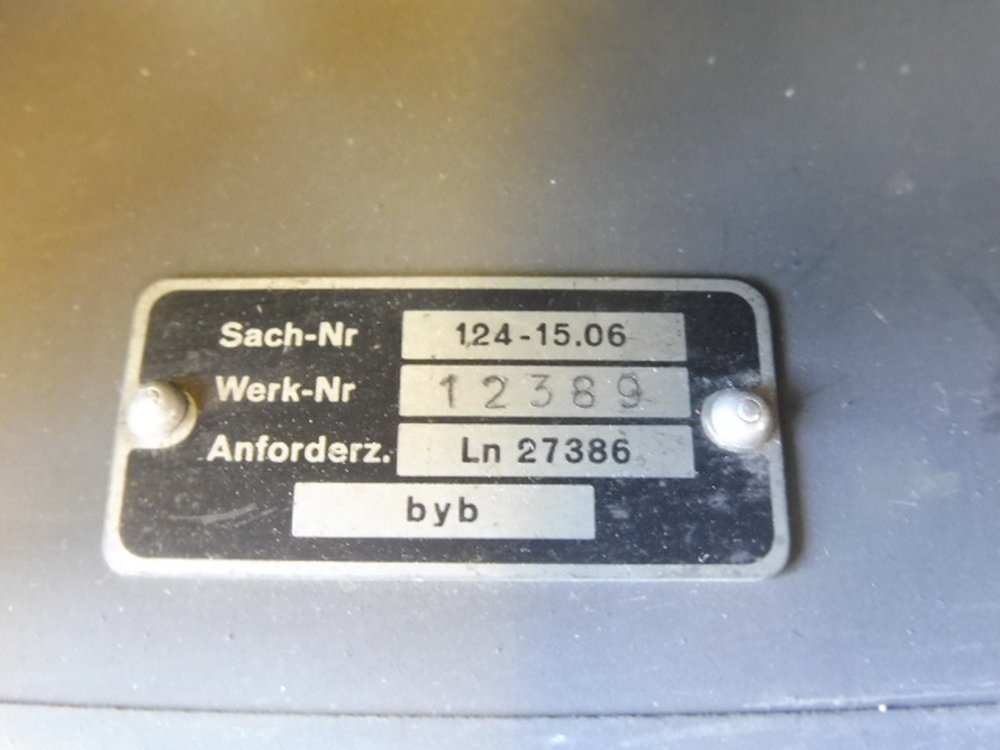 Sach-Nr 124-15.06
Werk-Nr 12389
Anforderz. Ln 27386
byb